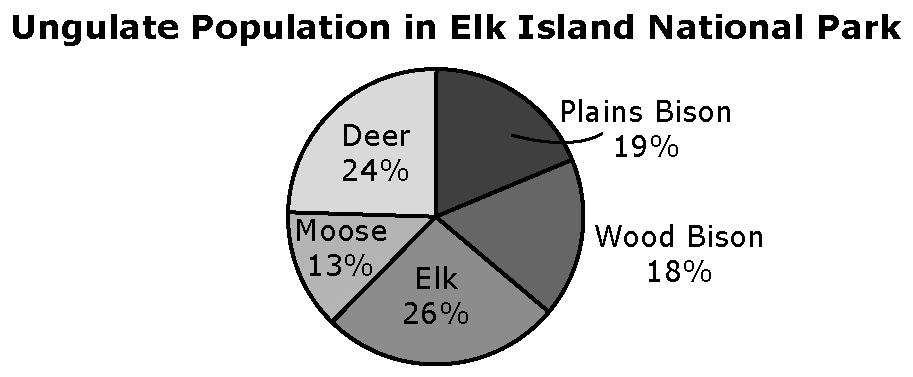 Ungulate Population in Elk Island National Park
Plains Bison
19%
Wood Bison
18%
Elk
26%
Moose
13%
Deer
24%